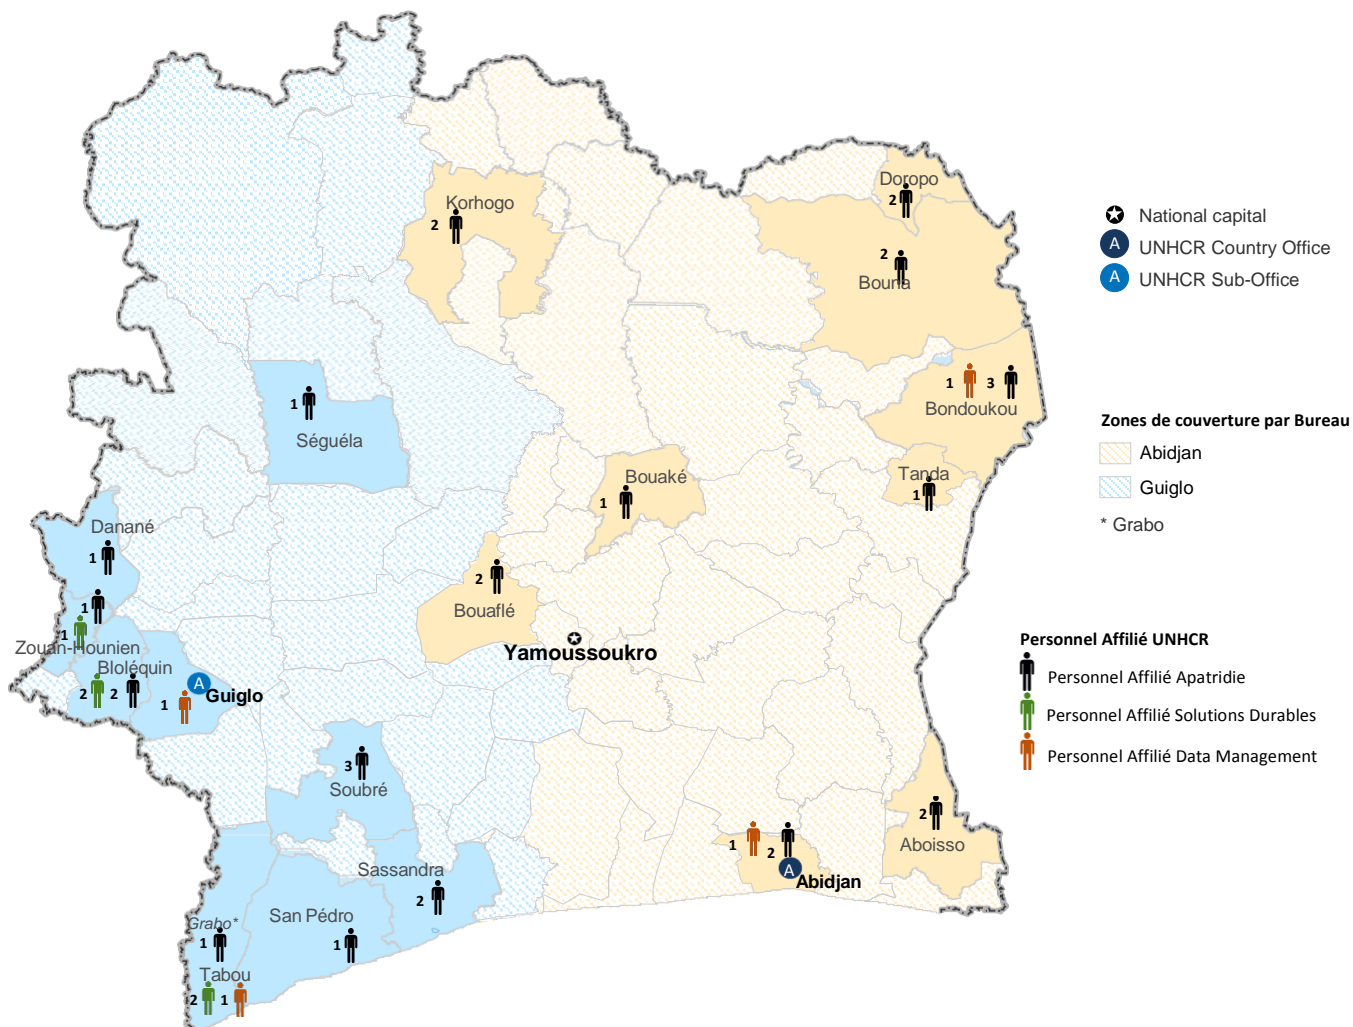 Doropo
2
Korhogo
2
2
Bouna
National capital
A UNHCR Country Office
A UNHCR Sub-Office
1 3
Bondoukou
1
Séguéla
Zones de couverture par Bureau
Abidjan
Guiglo
* Grabo
Bouaké
1
Tanda
1
Danané
1
2
Bouaflé
1
1
Zouan-Hounien
Yamoussoukro
Bloléquin
2 2
A
Guiglo
1
Personnel Affilié UNHCR
Personnel Affilié Apatridie
Personnel Affilié Solutions Durables
Personnel Affilié Data Management
3
Soubré
2
Aboisso
1 2
A
Abidjan
Sassandra
2
San Pédro
1
Grabo*
1
Tabou
2 1